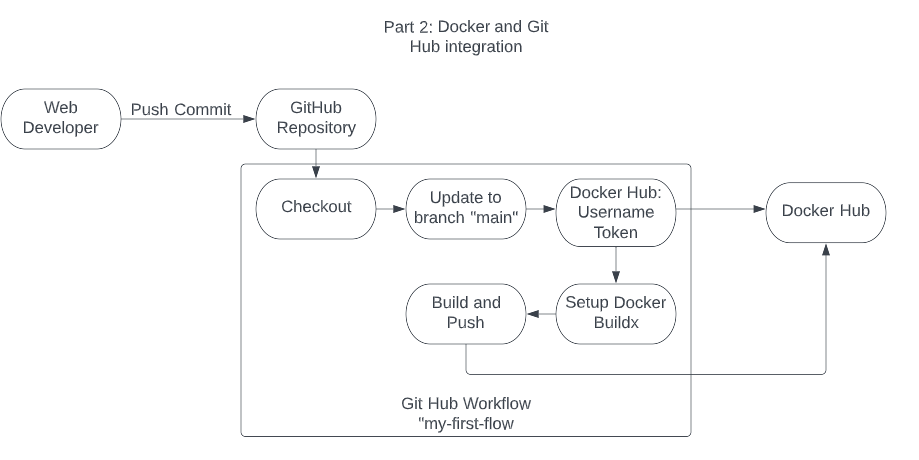 Part 2: Docker and Git
Hub integration
Web
Developer
Push Commit
GitHub
Repository
Checkout
Update to
branch "main"
Docker Hub:
Username
Token
Docker Hub
Build and
Push
Setup Docker
Buildx
Git Hub Workflow
"my-first-flow